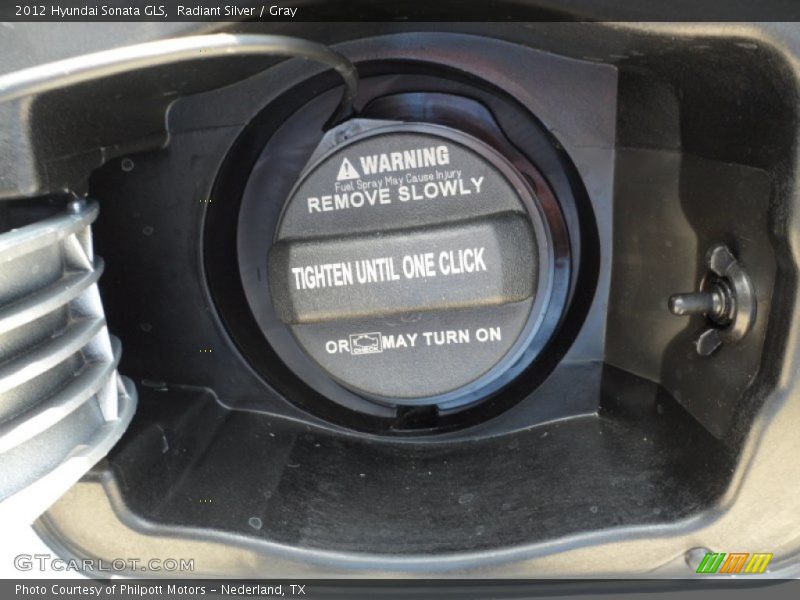 2012 Hyundai Sonata GLS, Radiant Silver / Gray
WARNING
Fuel Spray May Cause Injury
REMOVE SLOWLY
TIGHTEN UNTIL ONE CLICK
OR CHECK MAY TURN ON
GTCarLot.com
Photo Courtesy of Philpott Motors - Nederland, TX